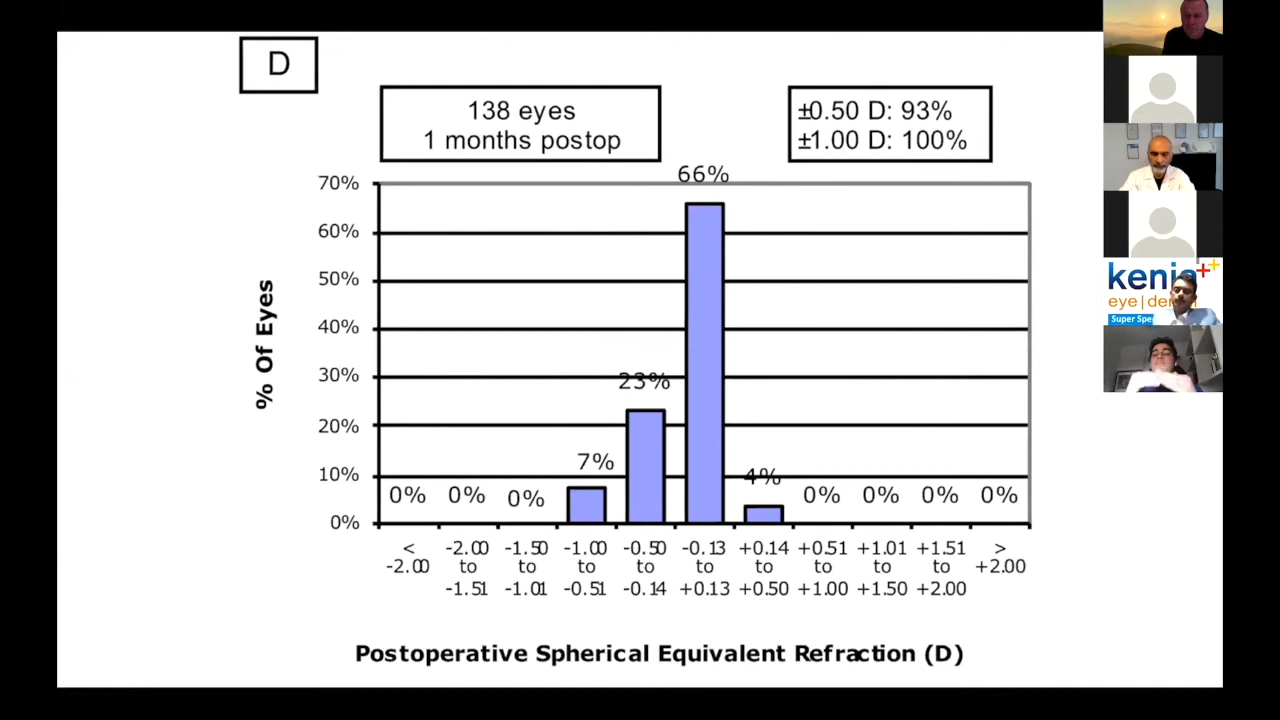 D
138 eyes
1 months postop
±0.50 D: 93%
±1.00 D: 100%
% Of Eyes
70%
60%
50%
40%
30%
20%
10%
0%
0%
0%
0%
7%
23%
66%
4%
0%
0%
0%
0%
< -2.00
-2.00 to -1.51
-1.50 to -1.01
-1.00 to -0.51
-0.50 to -0.14
-0.13 to +0.13
+0.14 to +0.50
+0.51 to +1.00
+1.01 to +1.50
+1.51 to +2.00
> +2.00
Postoperative Spherical Equivalent Refraction (D)
eye
Super